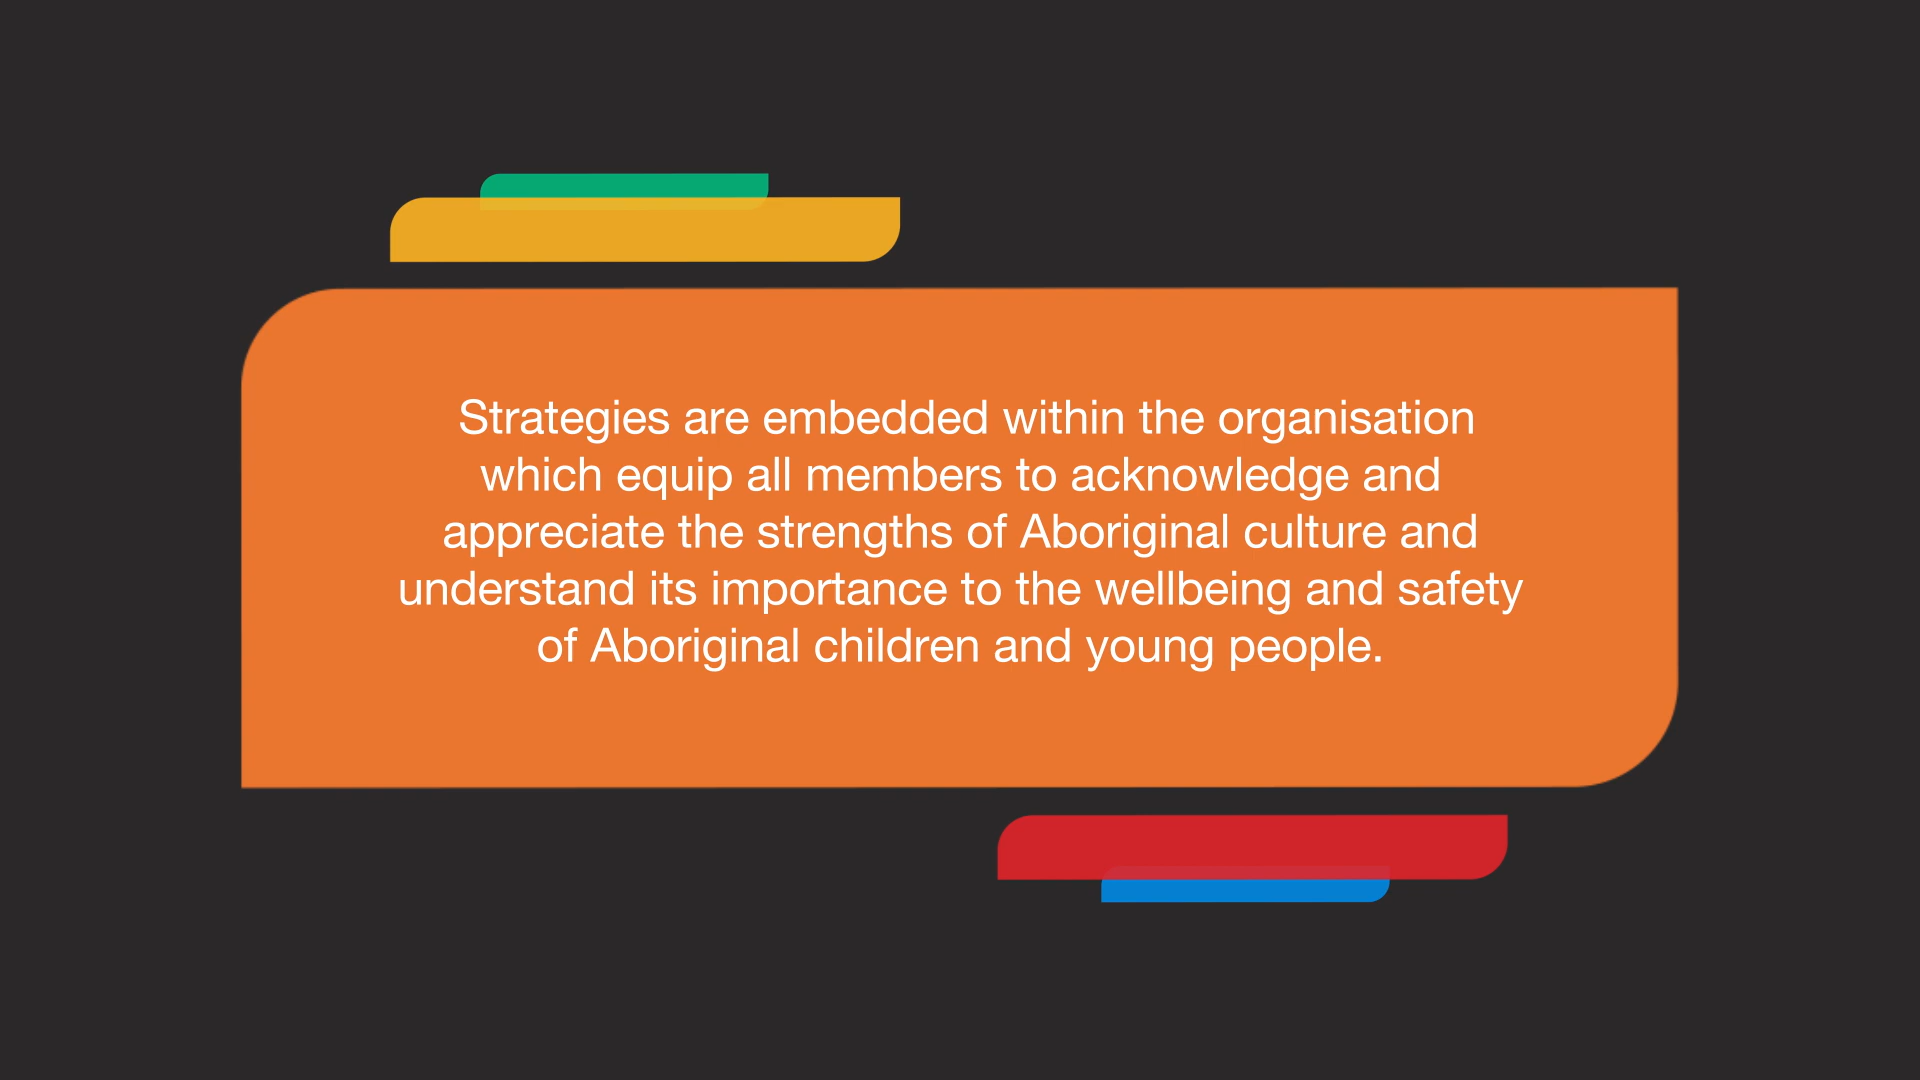 Strategies are embedded within the organisation
which equip all members to acknowledge and
appreciate the strengths of Aboriginal culture and
understand its importance to the wellbeing and safety
of Aboriginal children and young people.